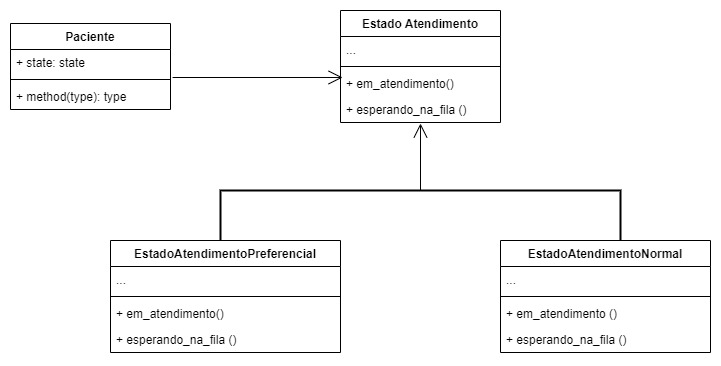 Paciente
+ state: state
+ method(type): type
Estado Atendimento
...
+ em_atendimento()
+ esperando_na_fila ()
EstadoAtendimentoPreferencial
...
+ em_atendimento()
+ esperando_na_fila ()
EstadoAtendimentoNormal
...
+ em_atendimento ()
+ esperando_na_fila ()